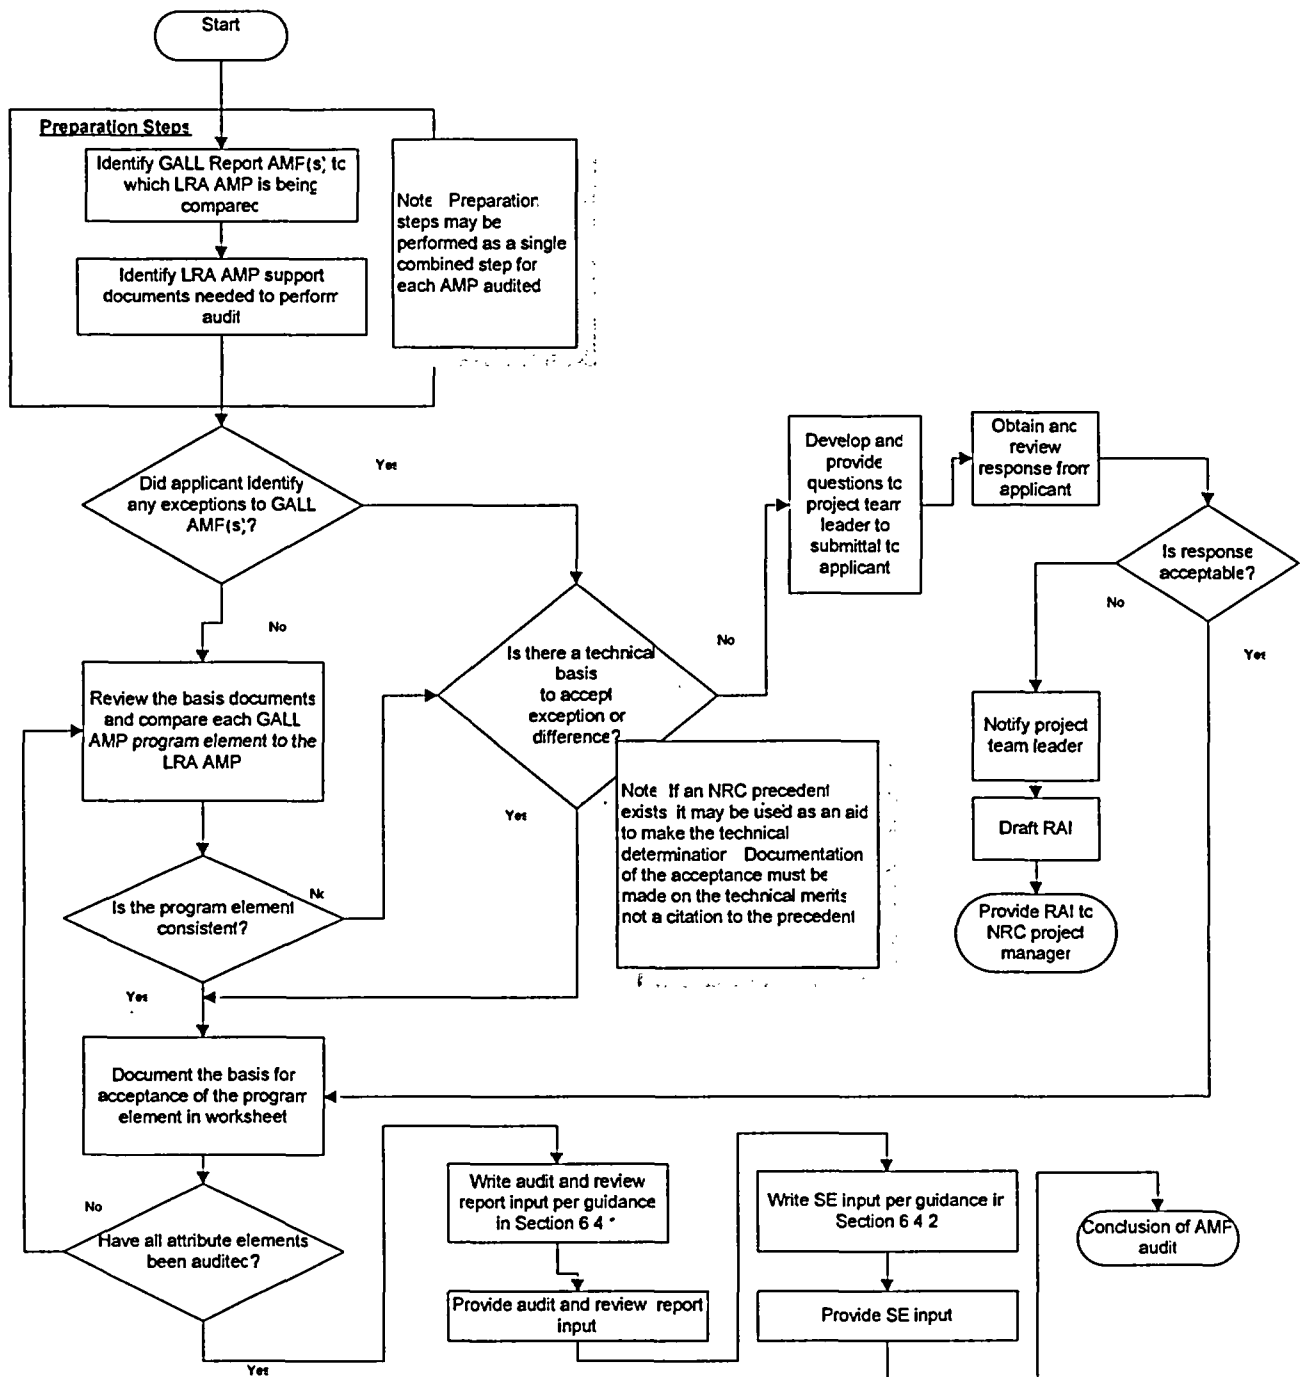 Start
Preparation Steps
Identify GALL Report AMF(s) to
which LRA AMP is being
compared
Note Preparation
steps may be
performed as a single
combined step for
each AMP audited
Identify LRA AMP support
documents needed to perform
audit
Did applicant identify
any exceptions to GALL
AMF(s)?
Yes
No
Develop and
provide
questions to
project team
leader to
submittal to
applicant
Obtain and
review
response from
applicant
Is response
acceptable?
No
Yes
Notify project
team leader
Draft RAI
Provide RAI to
NRC project
manager
Is there a technical
basis
to accept
exception or
difference?
No
Yes
Note If an NRC precedent
exists it may be used as an aid
to make the technical
determination Documentation
of the acceptance must be
made on the technical merits
not a citation to the precedent
Review the basis documents
and compare each GALL
AMP program element to the
LRA AMP
Is the program element
consistent?
No
Yes
Document the basis for
acceptance of the program
element in worksheet
Have all attribute elements
been audited?
No
Yes
Write audit and review
report input per guidance
in Section 6 4
Provide audit and review report
input
Write SE input per guidance in
Section 6 4 2
Provide SE input
Conclusion of AMF
audit